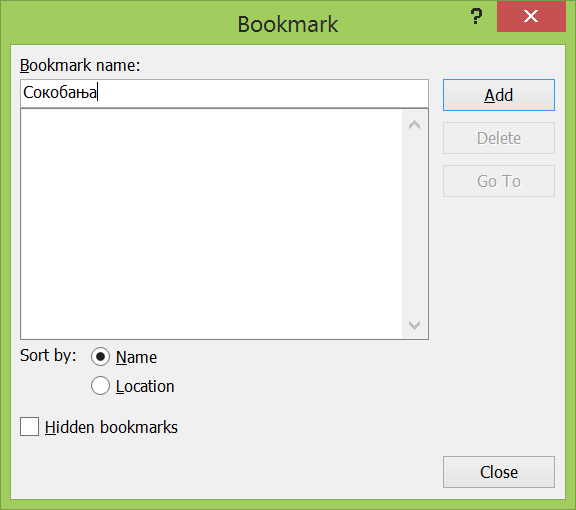 Bookmark
?
Bookmark name:
Сокобања
Add
Delete
Go To
Sort by:
Name
Location
Hidden bookmarks
Close